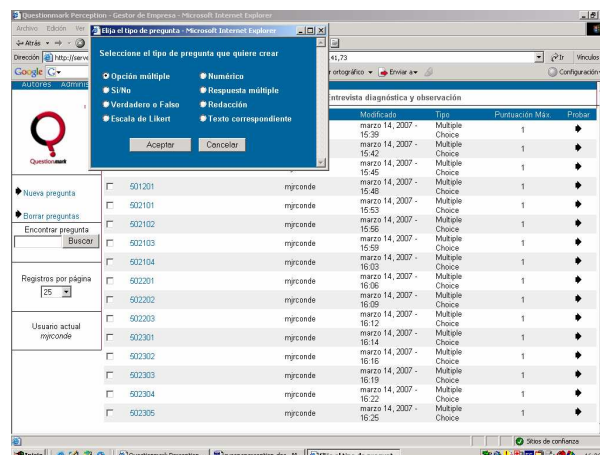 Questionmark Perception - Gestor de Empresa - Microsoft Internet Explorer
Archivo Edición Ver
Elija el tipo de pregunta - Microsoft Internet Explorer
Atrás
Dirección http://serve
41,73
Ir Vínculos
Google
ortográfico Enviar a
Configuración
Seleccione el tipo de pregunta que quiere crear
Opción múltiple Numérico
Si/No Respuesta múltiple
Verdadero o Falso Redacción
Escala de Likert Texto correspondiente
Aceptar Cancelar
Autores Adminis
ntrevista diagnóstica y observación
Questionmark
Nueva pregunta
Borrar preguntas
Encontrar pregunta
Buscar
Registros por página
25
Usuario actual
mjrconde
Modificado Tipo Puntuación Máx. Probar
marzo 14, 2007 - 15:39 Multiple Choice 1
marzo 14, 2007 - 15:42 Multiple Choice 1
marzo 14, 2007 - 15:45 Multiple Choice 1
501201 mjrconde marzo 14, 2007 - 15:48 Multiple Choice 1
502101 mjrconde marzo 14, 2007 - 15:53 Multiple Choice 1
502102 mjrconde marzo 14, 2007 - 15:56 Multiple Choice 1
502103 mjrconde marzo 14, 2007 - 15:59 Multiple Choice 1
502104 mjrconde marzo 14, 2007 - 16:03 Multiple Choice 1
502201 mjrconde marzo 14, 2007 - 16:06 Multiple Choice 1
502202 mjrconde marzo 14, 2007 - 16:09 Multiple Choice 1
502203 mjrconde marzo 14, 2007 - 16:12 Multiple Choice 1
502301 mjrconde marzo 14, 2007 - 16:14 Multiple Choice 1
502302 mjrconde marzo 14, 2007 - 16:16 Multiple Choice 1
502303 mjrconde marzo 14, 2007 - 16:19 Multiple Choice 1
502304 mjrconde marzo 14, 2007 - 16:22 Multiple Choice 1
502305 mjrconde marzo 14, 2007 - 16:25 Multiple Choice 1
Sitios de confianza